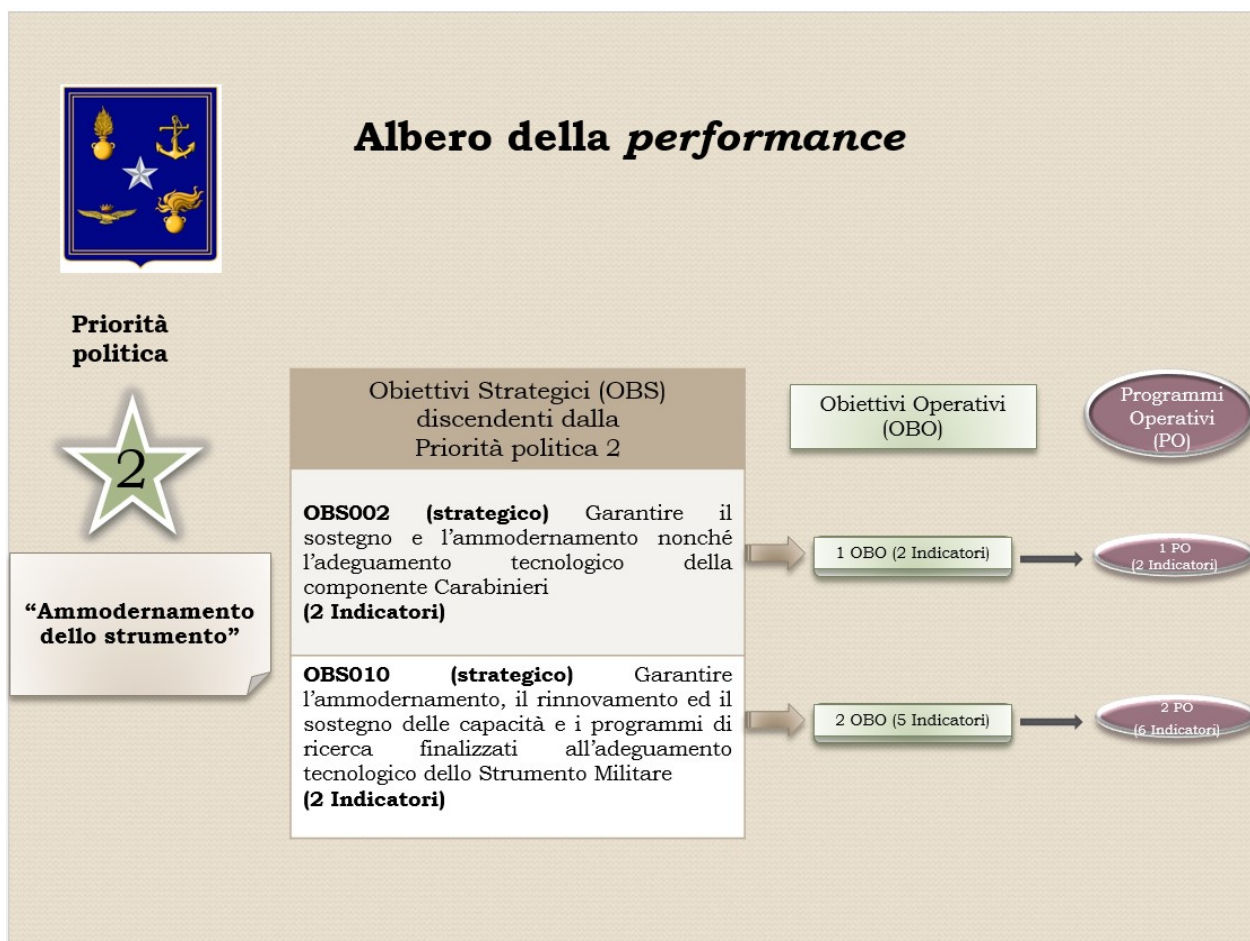 Albero della performance
Priorità
politica
2
“Ammodernamento
dello strumento”
Obiettivi Strategici (OBS)
discendenti dalla
Priorità politica 2
OBS002 (strategico) Garantire il
sostegno e l’ammodernamento nonché
l’adeguamento tecnologico della
componente Carabinieri
(2 Indicatori)
OBS010 (strategico) Garantire
l’ammodernamento, il rinnovamento ed il
sostegno delle capacità e i programmi di
ricerca finalizzati all’adeguamento
tecnologico dello Strumento Militare
(2 Indicatori)
Obiettivi Operativi
(OBO)
1 OBO (2 Indicatori)
2 OBO (5 Indicatori)
Programmi
Operativi
(PO)
1 PO
(2 Indicatori)
2 PO
(6 Indicatori)